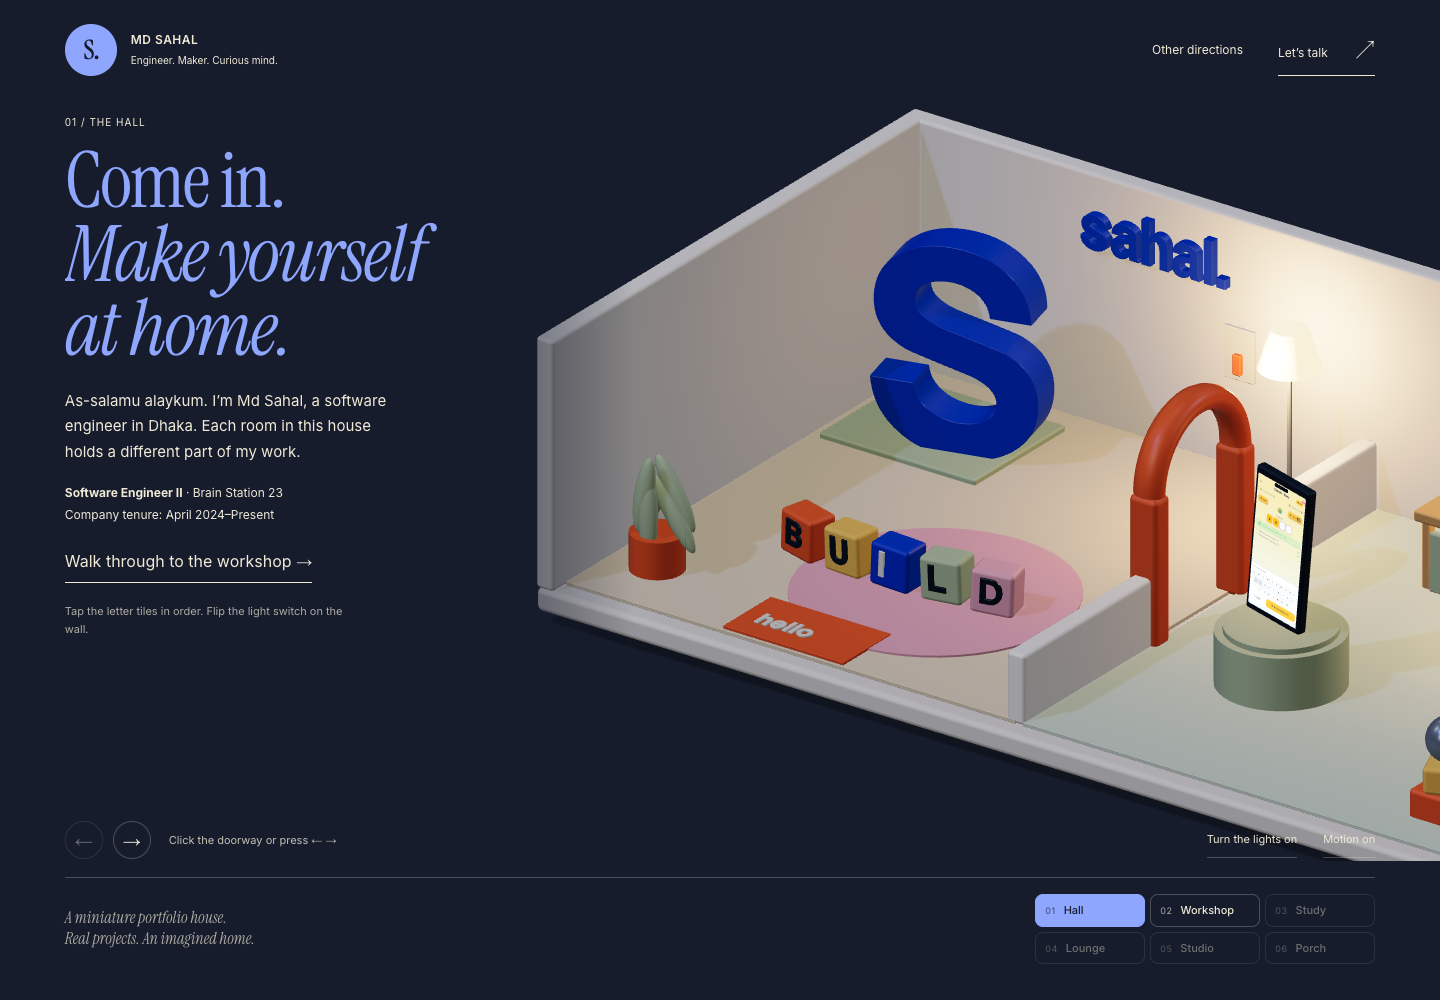 S.
MD SAHAL
Engineer. Maker. Curious mind.
Other directions
Let's talk ↗
01 / THE HALL
Come in.
Make yourself
at home.
As-salamu alaykum. I'm Md Sahal, a software
engineer in Dhaka. Each room in this house
holds a different part of my work.
Software Engineer II · Brain Station 23
Company tenure: April 2024–Present
Walk through to the workshop →
Tap the letter tiles in order. Flip the light switch on the
wall.
sahal.
S
BUILD
hello
← → Click the doorway or press ← →
Turn the lights on
Motion on
A miniature portfolio house.
Real projects. An imagined home.
01 Hall
02 Workshop
03 Study
04 Lounge
05 Studio
06 Porch